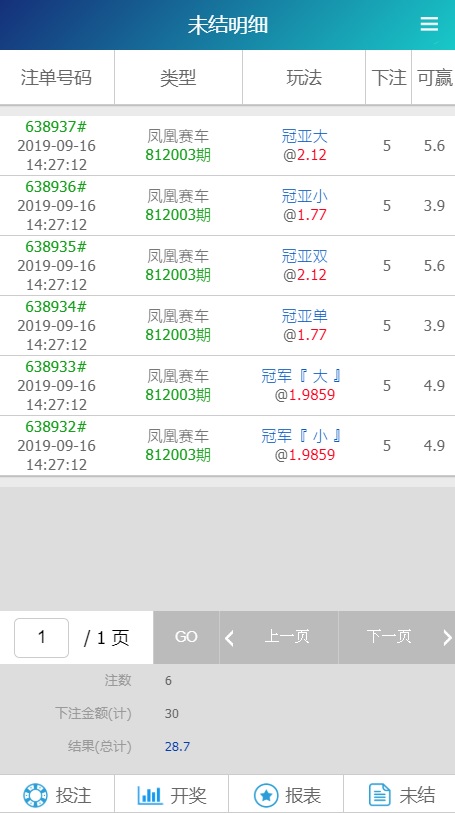 未结明细
注单号码 类型 玩法 下注 可赢
638937# 凤凰赛车 冠亚大 5 5.6
2019-09-16 812003期 @2.12
14:27:12
638936# 凤凰赛车 冠亚小 5 3.9
2019-09-16 812003期 @1.77
14:27:12
638935# 凤凰赛车 冠亚双 5 5.6
2019-09-16 812003期 @2.12
14:27:12
638934# 凤凰赛车 冠亚单 5 3.9
2019-09-16 812003期 @1.77
14:27:12
638933# 凤凰赛车 冠军『 大 』 5 4.9
2019-09-16 812003期 @1.9859
14:27:12
638932# 凤凰赛车 冠军『 小 』 5 4.9
2019-09-16 812003期 @1.9859
14:27:12
1 / 1 页 GO 上一页 下一页
注数 6
下注金额(计) 30
结果(总计) 28.7
投注 开奖 报表 未结